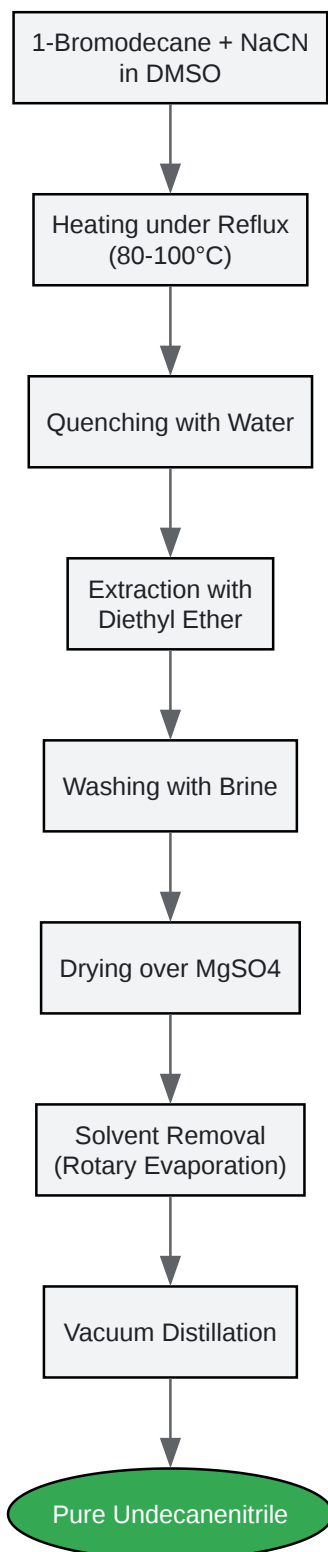 1-Bromodecane + NaCN
in DMSO
Heating under Reflux
(80-100°C)
Quenching with Water
Extraction with
Diethyl Ether
Washing with Brine
Drying over MgSO4
Solvent Removal
(Rotary Evaporation)
Vacuum Distillation
Pure Undecanenitrile